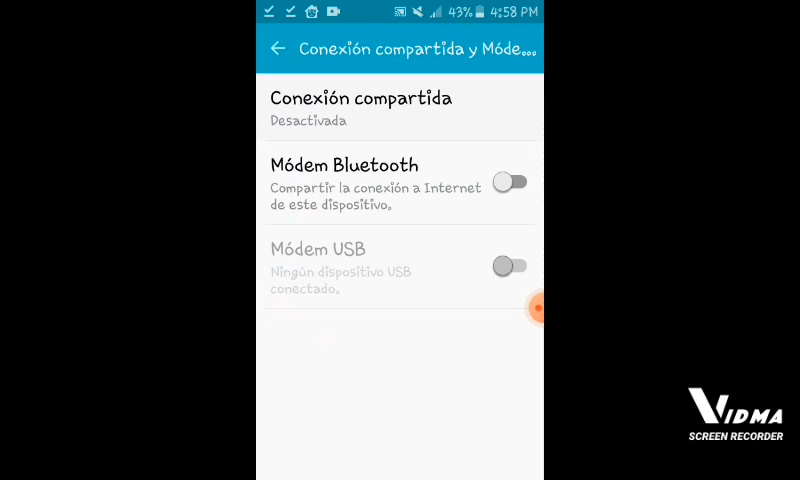 43% 4:58 PM
Conexión compartida y Móde...
Conexión compartida
Desactivada
Módem Bluetooth
Compartir la conexión a Internet
de este dispositivo.
Módem USB
Ningún dispositivo USB
conectado.
VIDMA
SCREEN RECORDER